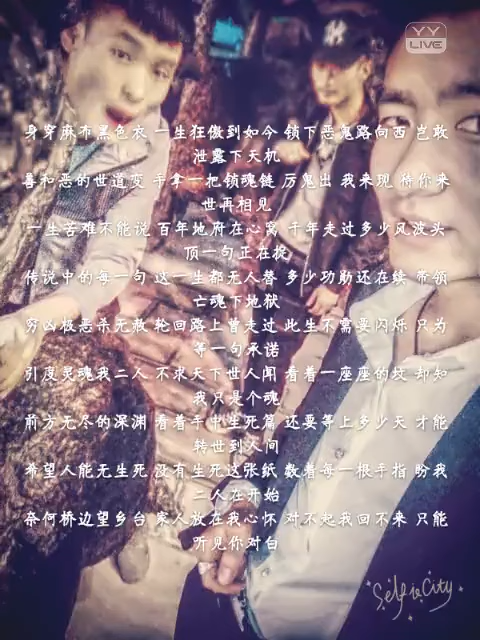 YY
LIVE
身穿麻布黑色衣 一生狂傲到如今 锁下恶鬼路向西 岂敢
泄露下天机
善和恶的世道变 手拿一把锁魂链 厉鬼出 我来现 待你来
世再相见
一生苦难不能说 百年地府在心窝 千年走过多少风波头
顶一句正在捉
传说中的每一句 这一生都无人替 多少功勋还在续 带领
亡魂下地狱
穷凶极恶杀无赦 轮回路上曾走过 此生不需要闪烁 只为
等一句承诺
引度灵魂我二人 不求天下世人闻 看着一座座的坟 却知
我只是个魂
前方无尽的深渊 看着手中生死篇 还要等上多少天 才能
转世到人间
希望人能无生死 没有生死这张纸 数着每一根手指 盼我
二人在开始
奈何桥边望乡台 家人放在我心怀 对不起我回不来 只能
听见你对白
SelfieCity